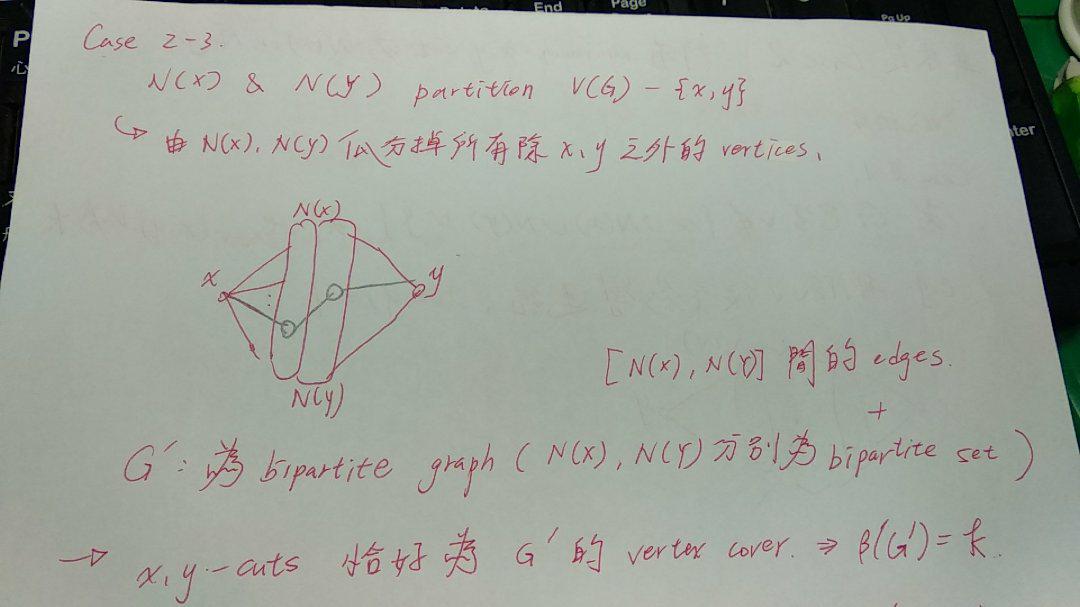 Case 2-3.
N(x) & N(y) partition V(G) - {x,y}
↳ 由 N(x), N(y) 瓜分掉所有除 x, y 之外的 vertices,
N(x)
x
y
N(y)
[N(x), N(Y)] 間的 edges.
+
G′: 為 bipartite graph ( N(x), N(Y) 分別為 bipartite set )
→ x, y-cuts 恰好為 G′ 的 vertex cover. ⇒ β(G′) = k.
End
Page
Pg Up
P
心